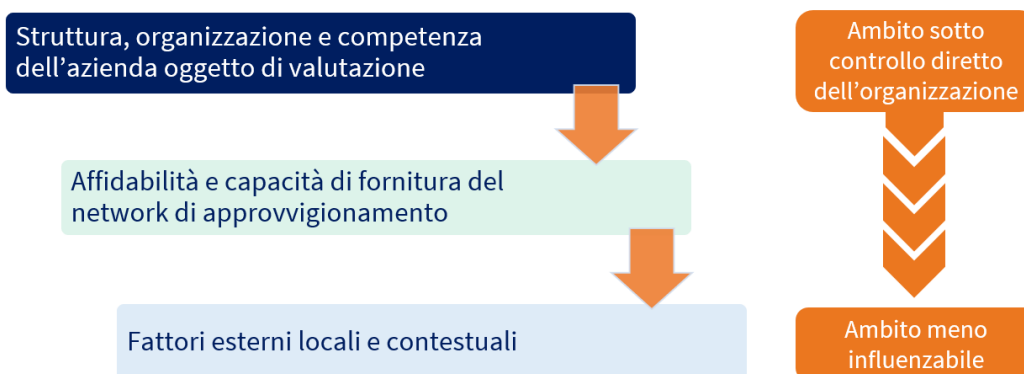 Struttura, organizzazione e competenza
dell’azienda oggetto di valutazione
Ambito sotto
controllo diretto
dell’organizzazione
Affidabilità e capacità di fornitura del
network di approvvigionamento
Fattori esterni locali e contestuali
Ambito meno
influenzabile